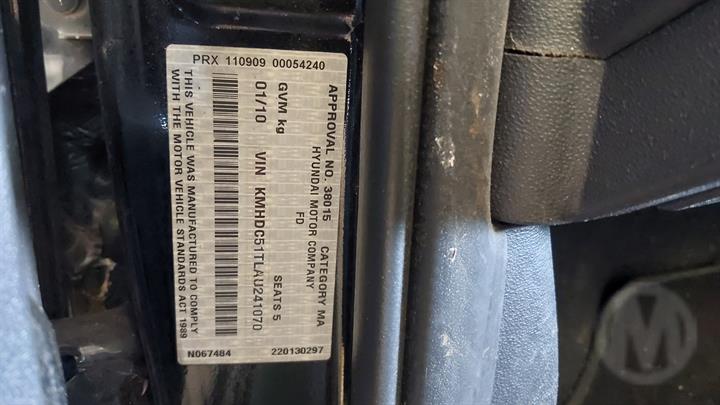 PRX 110909 00054240
APPROVAL NO. 38015 CATEGORY MA
HYUNDAI MOTOR COMPANY
FD
GVM kg SEATS 5
01/10 VIN KMHDC51TLAU241070
THIS VEHICLE WAS MANUFACTURED TO COMPLY
WITH THE MOTOR VEHICLE STANDARDS ACT 1989
N067484 220130297
M